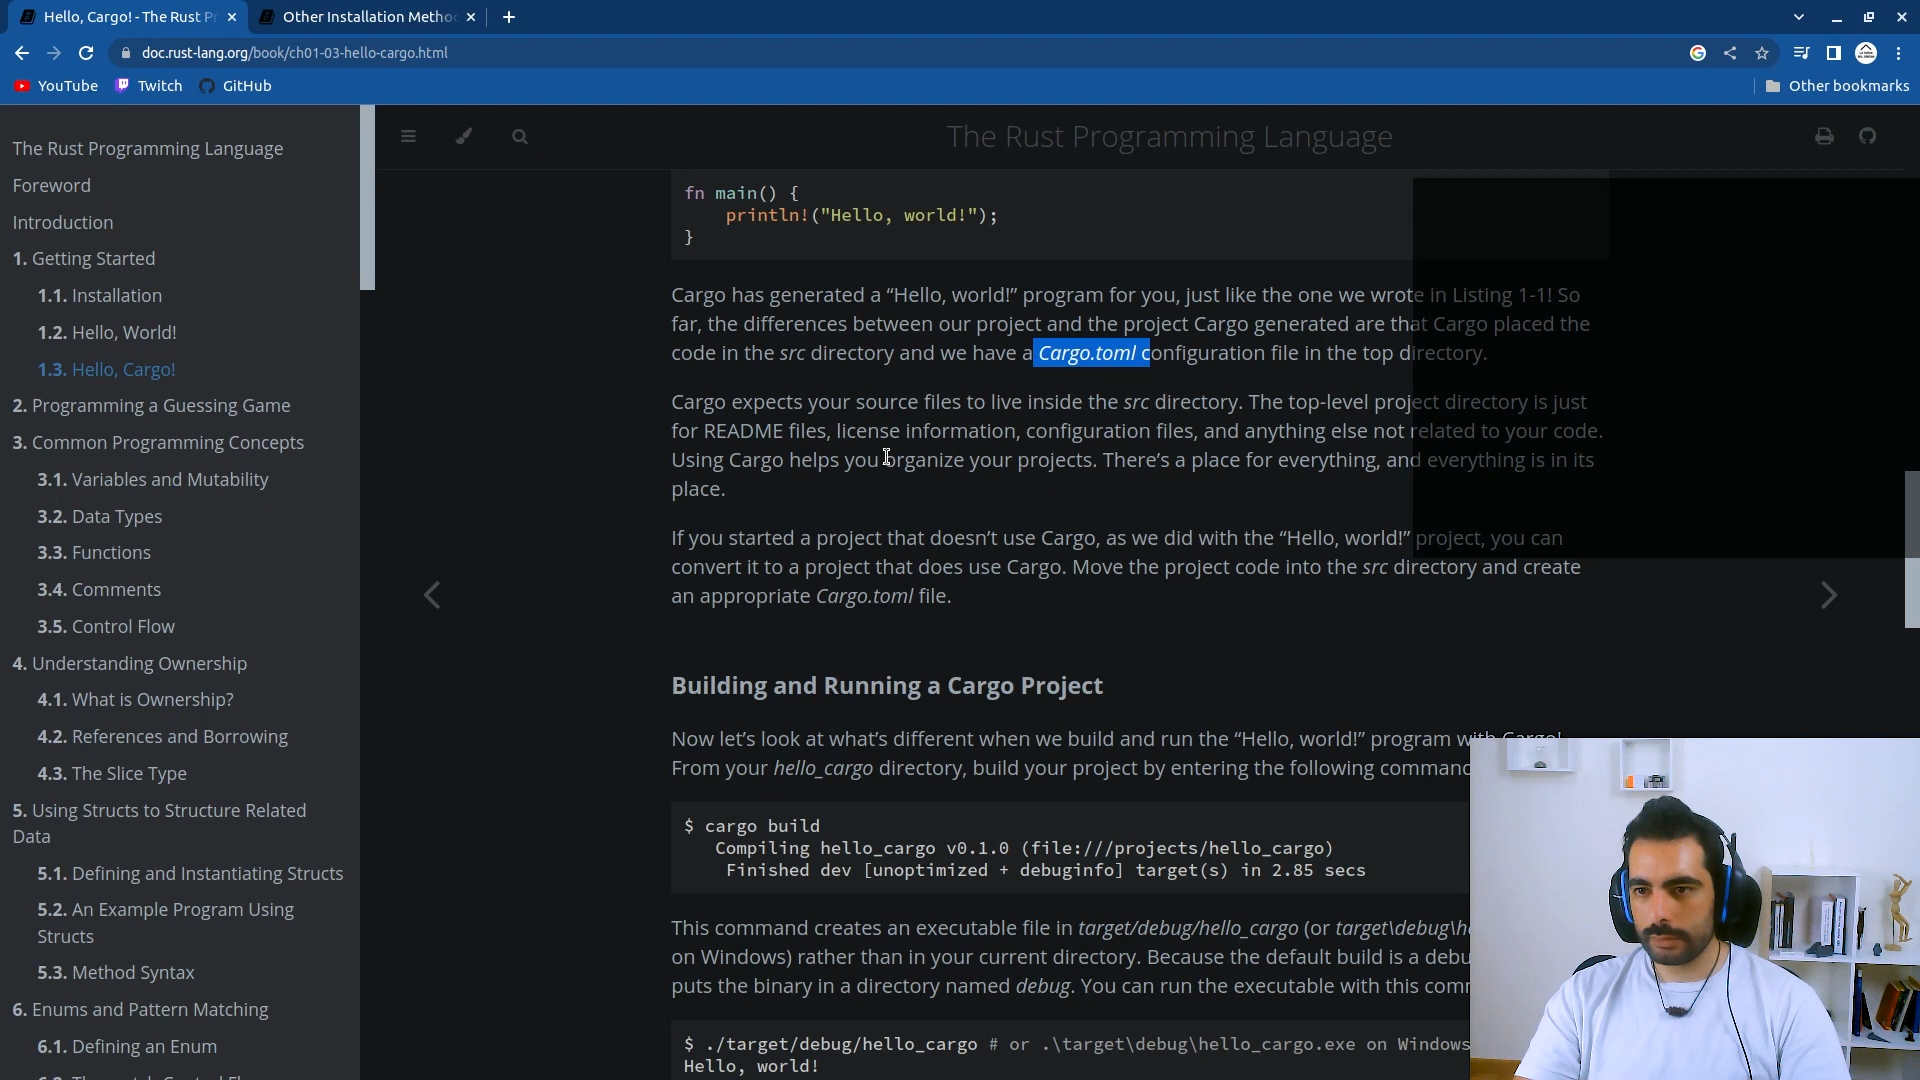 Hello, Cargo! - The Rust Pr
Other Installation Metho
doc.rust-lang.org/book/ch01-03-hello-cargo.html
YouTube
Twitch
GitHub
Other bookmarks
The Rust Programming Language
Foreword
Introduction
1. Getting Started
1.1. Installation
1.2. Hello, World!
1.3. Hello, Cargo!
2. Programming a Guessing Game
3. Common Programming Concepts
3.1. Variables and Mutability
3.2. Data Types
3.3. Functions
3.4. Comments
3.5. Control Flow
4. Understanding Ownership
4.1. What is Ownership?
4.2. References and Borrowing
4.3. The Slice Type
5. Using Structs to Structure Related
Data
5.1. Defining and Instantiating Structs
5.2. An Example Program Using
Structs
5.3. Method Syntax
6. Enums and Pattern Matching
6.1. Defining an Enum
The Rust Programming Language
fn main() {
println!("Hello, world!");
}
Cargo has generated a “Hello, world!” program for you, just like the one we wrote in Listing 1-1! So
far, the differences between our project and the project Cargo generated are that Cargo placed the
code in the src directory and we have a Cargo.toml configuration file in the top directory.
Cargo expects your source files to live inside the src directory. The top-level project directory is just
for README files, license information, configuration files, and anything else not related to your code.
Using Cargo helps you organize your projects. There’s a place for everything, and everything is in its
place.
If you started a project that doesn’t use Cargo, as we did with the “Hello, world!” project, you can
convert it to a project that does use Cargo. Move the project code into the src directory and create
an appropriate Cargo.toml file.
Building and Running a Cargo Project
Now let’s look at what’s different when we build and run the “Hello, world!” program with Cargo!
From your hello_cargo directory, build your project by entering the following command
$ cargo build
Compiling hello_cargo v0.1.0 (file:///projects/hello_cargo)
Finished dev [unoptimized + debuginfo] target(s) in 2.85 secs
This command creates an executable file in target/debug/hello_cargo (or target\debug\h
on Windows) rather than in your current directory. Because the default build is a debu
puts the binary in a directory named debug. You can run the executable with this com
$ ./target/debug/hello_cargo # or .\target\debug\hello_cargo.exe on Windows
Hello, world!